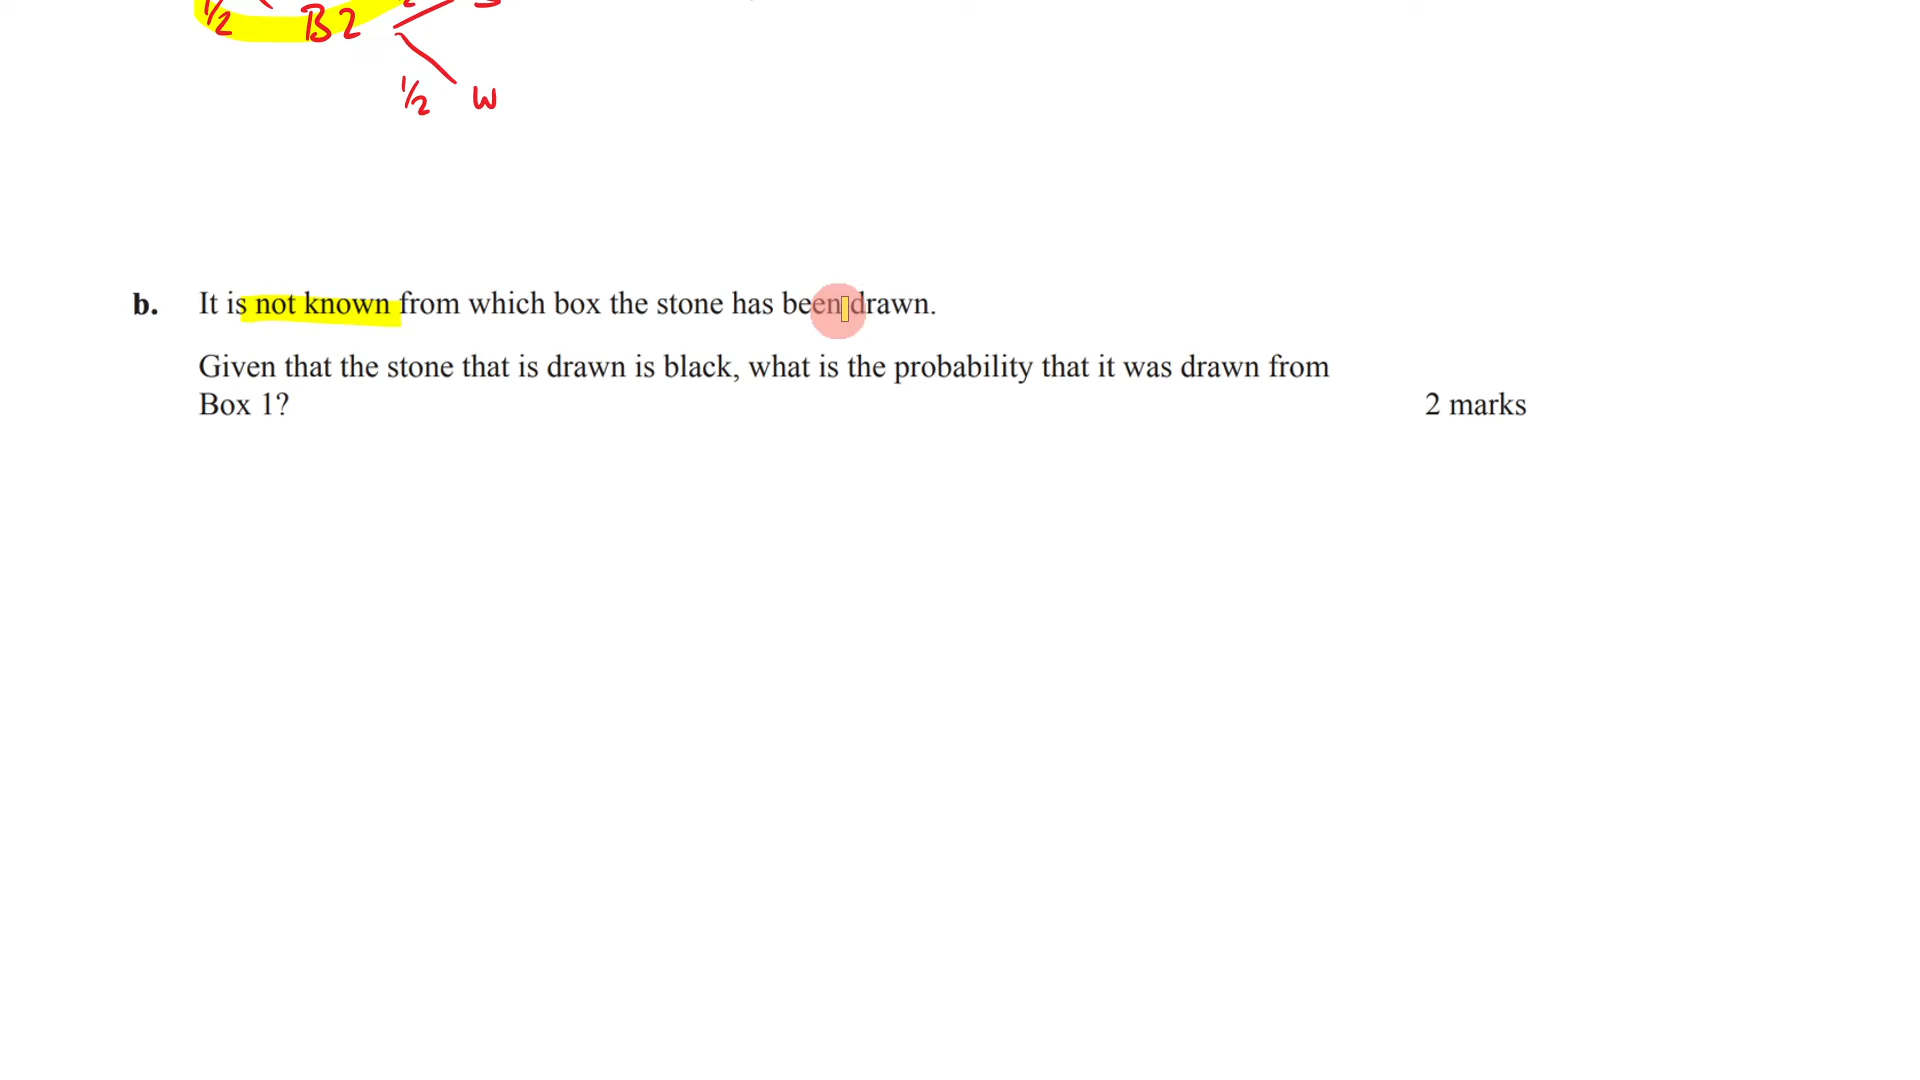 1/2 B2
1/2 W
b. It is not known from which box the stone has been drawn.
Given that the stone that is drawn is black, what is the probability that it was drawn from
Box 1? 2 marks